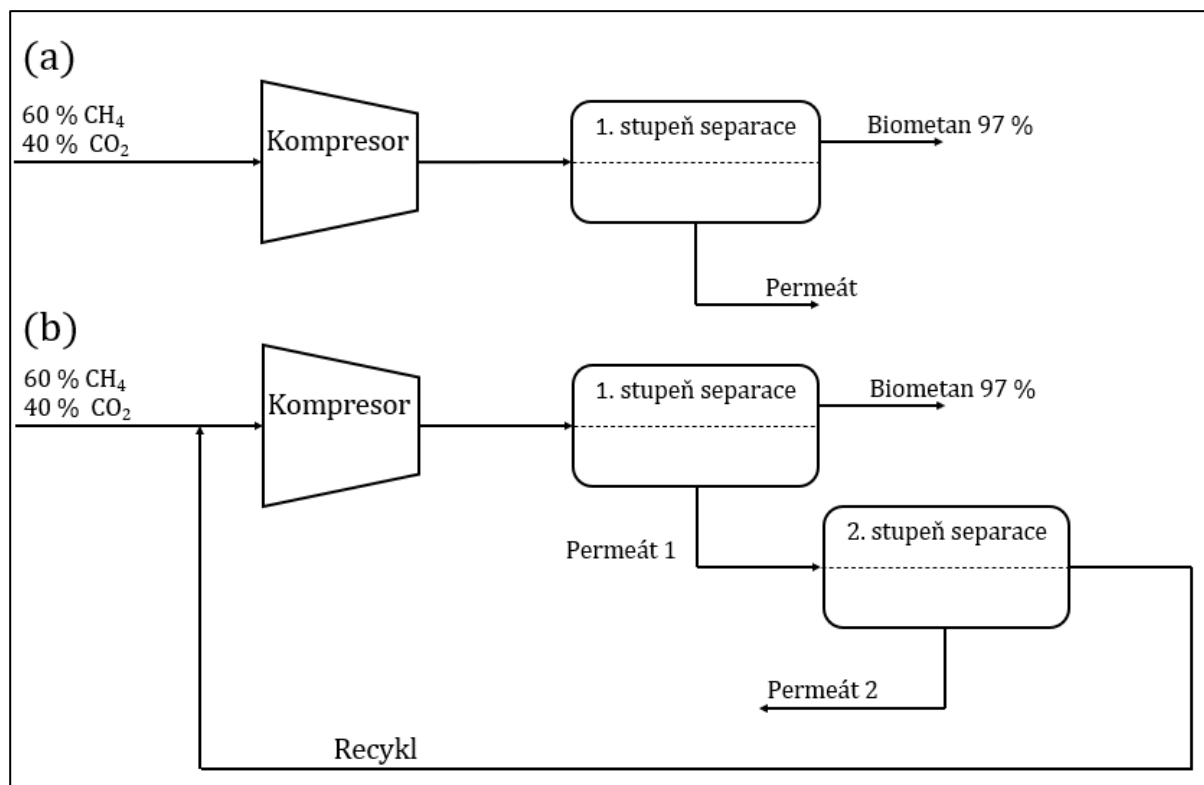 (a)
60 % CH₄
40 % CO₂
Kompresor
1. stupeň separace
Biometan 97 %
Permeát
(b)
60 % CH₄
40 % CO₂
Kompresor
1. stupeň separace
Biometan 97 %
Permeát 1
2. stupeň separace
Permeát 2
Recykl